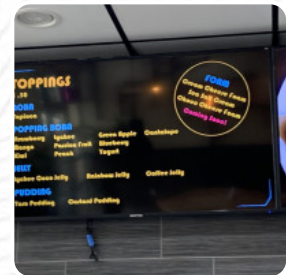 TOPPINGS
.50
BOBA
Tapioca
POPPING BOBA
Strawberry Lychee Green Apple Cantaloupe
Mango Passion Fruit Blueberry
Kiwi Peach Yogurt
JELLY
Lychee Coco Jelly Rainbow Jelly Coffee Jelly
PUDDING
Taro Pudding Custard Pudding
FOAM
Cream Cheese Foam
Sea Salt Cream
Cheese Foam
Coming Soon!